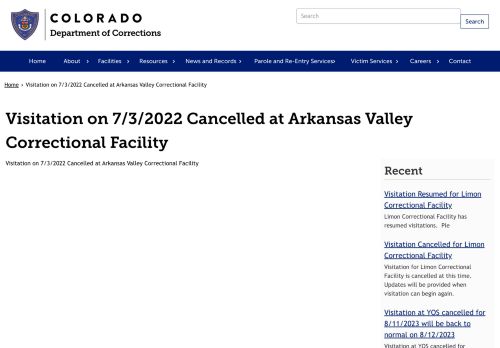 COLORADO
Department of Corrections
Search
Search
Home
About
Facilities
Resources
News and Records
Parole and Re-Entry Services
Victim Services
Careers
Contact
Home › Visitation on 7/3/2022 Cancelled at Arkansas Valley Correctional Facility
Visitation on 7/3/2022 Cancelled at Arkansas Valley
Correctional Facility
Visitation on 7/3/2022 Cancelled at Arkansas Valley Correctional Facility
Recent
Visitation Resumed for Limon
Correctional Facility
Limon Correctional Facility has
resumed visitations. Ple
Visitation Cancelled for Limon
Correctional Facility
Visitation for Limon Correctional
Facility is cancelled at this time.
Updates will be provided when
visitation can begin again.
Visitation at YOS cancelled for
8/11/2023 will be back to
normal on 8/12/2023
Visitation at YOS cancelled for